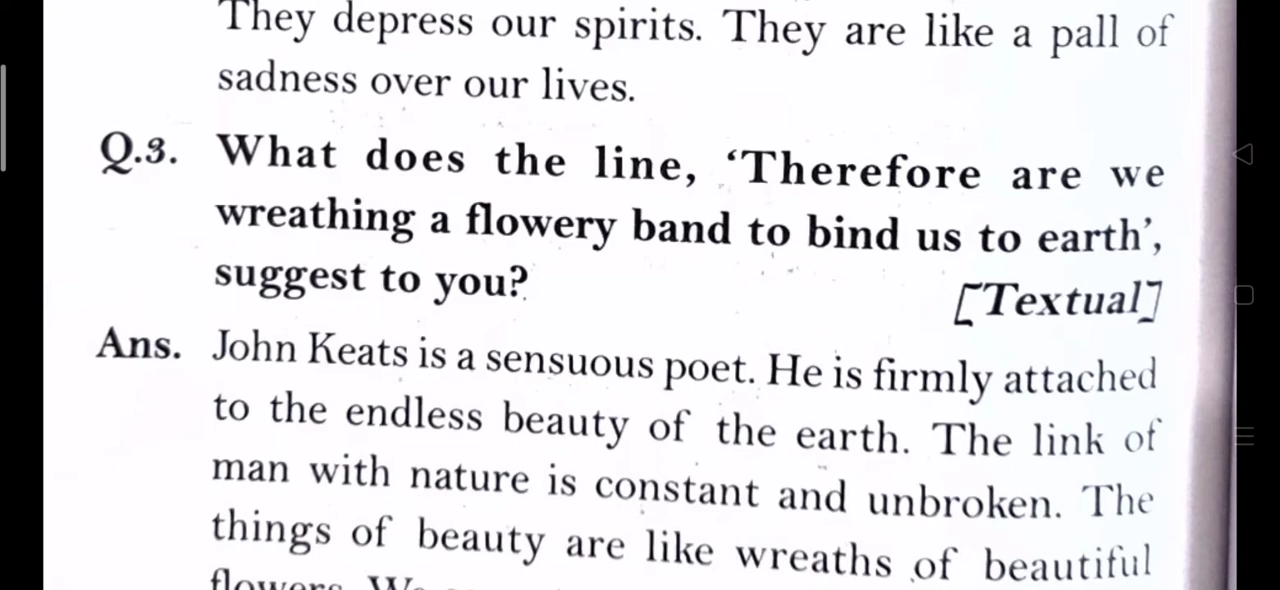 They depress our spirits. They are like a pall of
sadness over our lives.
Q.3. What does the line, ‘Therefore are we
wreathing a flowery band to bind us to earth’,
suggest to you? [Textual]
Ans. John Keats is a sensuous poet. He is firmly attached
to the endless beauty of the earth. The link of
man with nature is constant and unbroken. The
things of beauty are like wreaths of beautiful
flowers. We